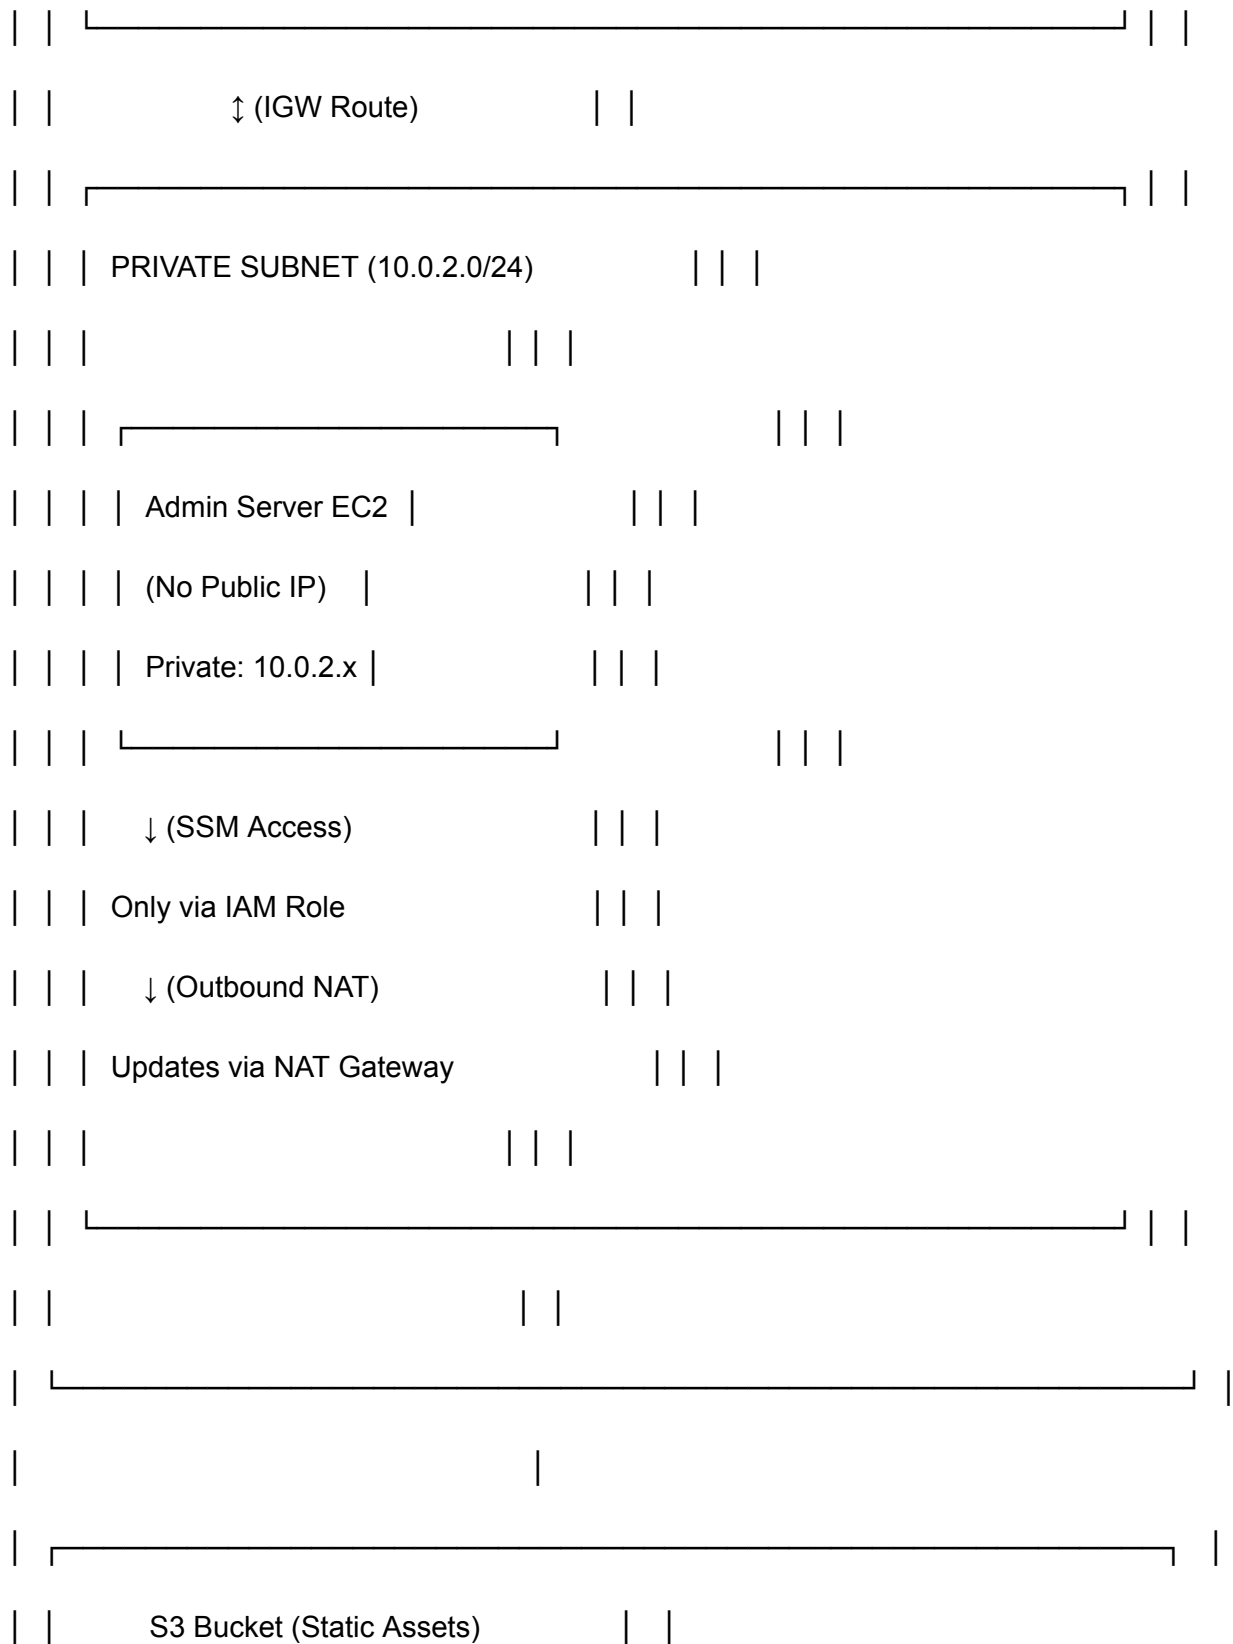 │ │ └─────────────────────────────────────────────────┘ │ │
│ │ ↕ (IGW Route) │ │
│ │ ┌─────────────────────────────────────────────────┐ │ │
│ │ │ PRIVATE SUBNET (10.0.2.0/24) │ │ │
│ │ │ │ │ │
│ │ │ ┌────────────────────┐ │ │ │
│ │ │ │ Admin Server EC2 │ │ │ │
│ │ │ │ (No Public IP) │ │ │ │
│ │ │ │ Private: 10.0.2.x │ │ │ │
│ │ │ └────────────────────┘ │ │ │
│ │ │ ↓ (SSM Access) │ │ │
│ │ │ Only via IAM Role │ │ │
│ │ │ ↓ (Outbound NAT) │ │ │
│ │ │ Updates via NAT Gateway │ │ │
│ │ │ │ │ │
│ │ └─────────────────────────────────────────────────┘ │ │
│ │ │ │
│ └──────────────────────────────────────────────────────┘ │
│ │
│ ┌─────────────────────────────────────────────────────┐ │
│ │ S3 Bucket (Static Assets) │ │